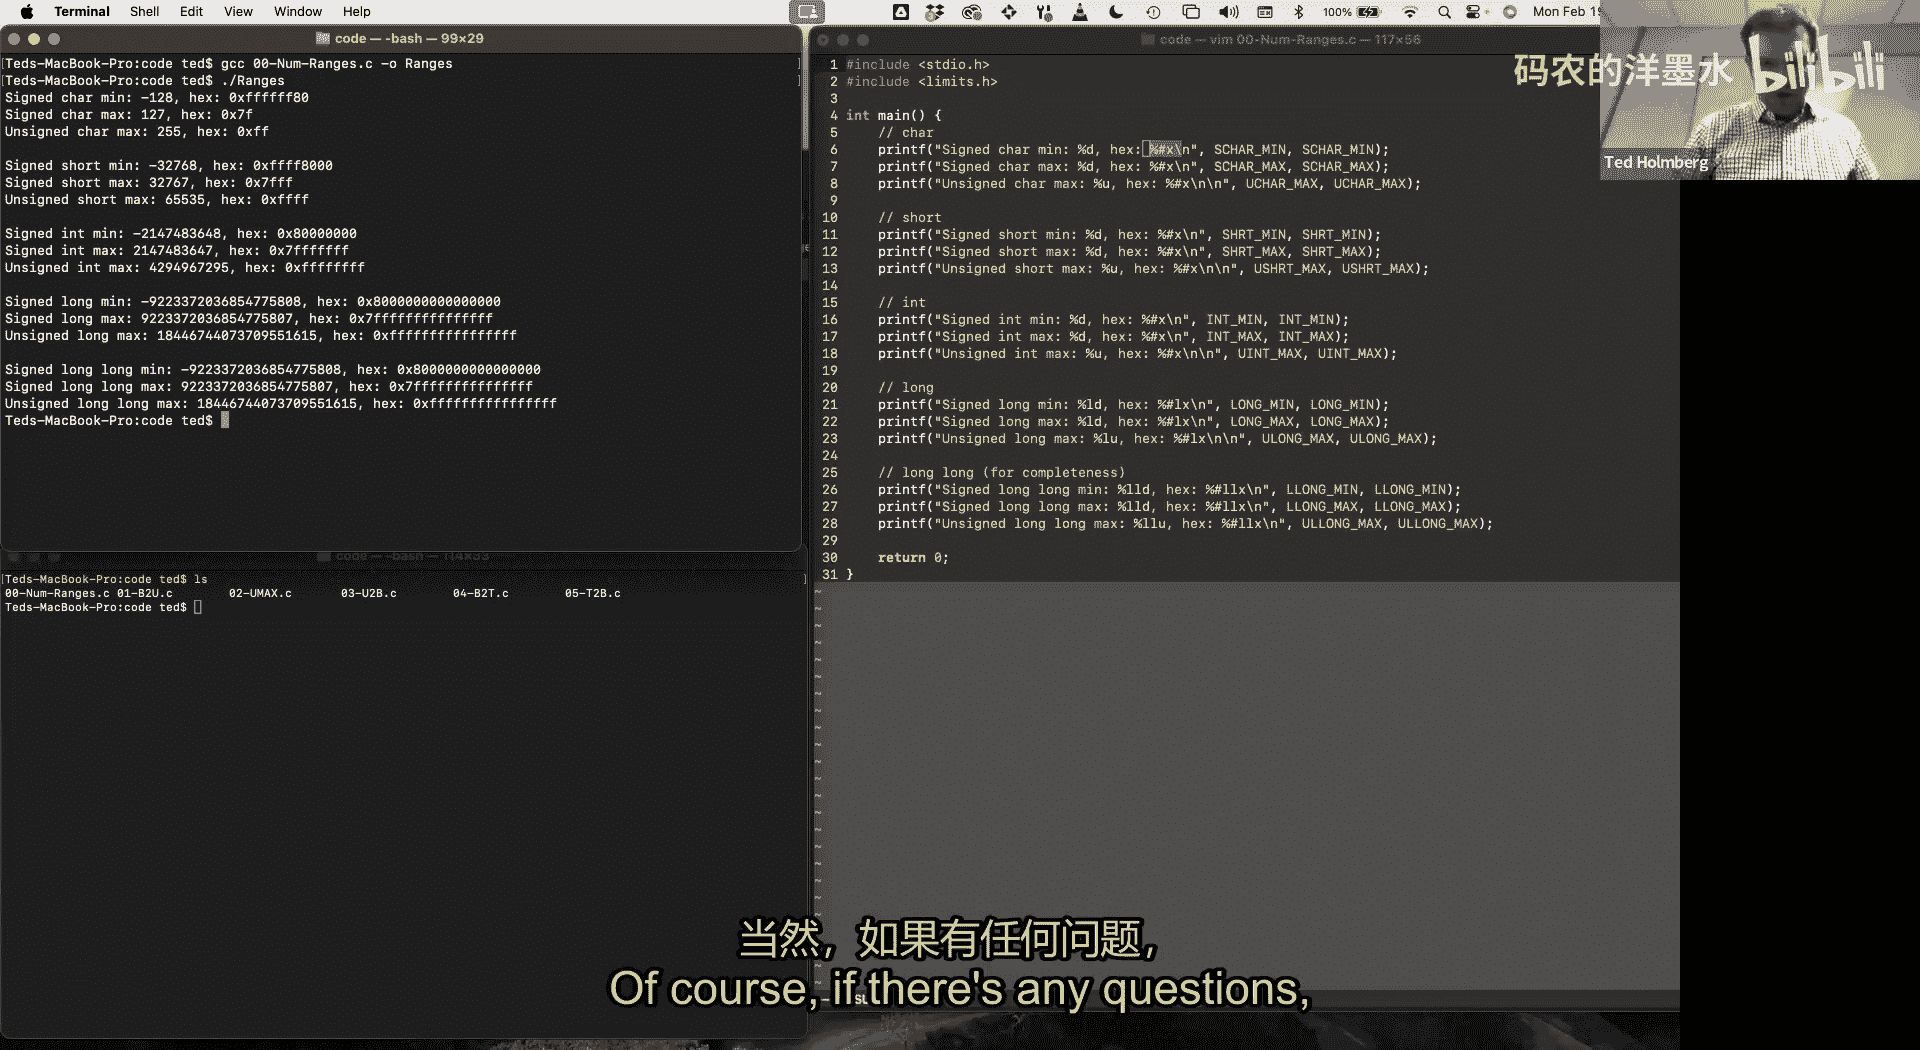 Terminal Shell Edit View Window Help 100% Mon Feb 19
code — -bash — 99×29
Teds-MacBook-Pro:code ted$ gcc 00-Num-Ranges.c -o Ranges
Teds-MacBook-Pro:code ted$ ./Ranges
Signed char min: -128, hex: 0xffffff80
Signed char max: 127, hex: 0x7f
Unsigned char max: 255, hex: 0xff
Signed short min: -32768, hex: 0xffff8000
Signed short max: 32767, hex: 0x7fff
Unsigned short max: 65535, hex: 0xffff
Signed int min: -2147483648, hex: 0x80000000
Signed int max: 2147483647, hex: 0x7fffffff
Unsigned int max: 4294967295, hex: 0xffffffff
Signed long min: -9223372036854775808, hex: 0x8000000000000000
Signed long max: 9223372036854775807, hex: 0x7fffffffffffffff
Unsigned long max: 18446744073709551615, hex: 0xffffffffffffffff
Signed long long min: -9223372036854775808, hex: 0x8000000000000000
Signed long long max: 9223372036854775807, hex: 0x7fffffffffffffff
Unsigned long long max: 18446744073709551615, hex: 0xffffffffffffffff
Teds-MacBook-Pro:code ted$
code — -bash — 114×33
Teds-MacBook-Pro:code ted$ ls
00-Num-Ranges.c 01-B2U.c 02-UMAX.c 03-U2B.c 04-B2T.c 05-T2B.c
Teds-MacBook-Pro:code ted$
code — vim 00-Num-Ranges.c — 117×56
1 #include <stdio.h>
2 #include <limits.h>
3
4 int main() {
5 // char
6 printf("Signed char min: %d, hex: %#x\n", SCHAR_MIN, SCHAR_MIN);
7 printf("Signed char max: %d, hex: %#x\n", SCHAR_MAX, SCHAR_MAX);
8 printf("Unsigned char max: %u, hex: %#x\n\n", UCHAR_MAX, UCHAR_MAX);
9
10 // short
11 printf("Signed short min: %d, hex: %#x\n", SHRT_MIN, SHRT_MIN);
12 printf("Signed short max: %d, hex: %#x\n", SHRT_MAX, SHRT_MAX);
13 printf("Unsigned short max: %u, hex: %#x\n\n", USHRT_MAX, USHRT_MAX);
14
15 // int
16 printf("Signed int min: %d, hex: %#x\n", INT_MIN, INT_MIN);
17 printf("Signed int max: %d, hex: %#x\n", INT_MAX, INT_MAX);
18 printf("Unsigned int max: %u, hex: %#x\n\n", UINT_MAX, UINT_MAX);
19
20 // long
21 printf("Signed long min: %ld, hex: %#lx\n", LONG_MIN, LONG_MIN);
22 printf("Signed long max: %ld, hex: %#lx\n", LONG_MAX, LONG_MAX);
23 printf("Unsigned long max: %lu, hex: %#lx\n\n", ULONG_MAX, ULONG_MAX);
24
25 // long long (for completeness)
26 printf("Signed long long min: %lld, hex: %#llx\n", LLONG_MIN, LLONG_MIN);
27 printf("Signed long long max: %lld, hex: %#llx\n", LLONG_MAX, LLONG_MAX);
28 printf("Unsigned long long max: %llu, hex: %#llx\n", ULLONG_MAX, ULLONG_MAX);
29
30 return 0;
31 }
码农的洋墨水 bilibili
Ted Holmberg
当然，如果有任何问题，
Of course, if there's any questions,